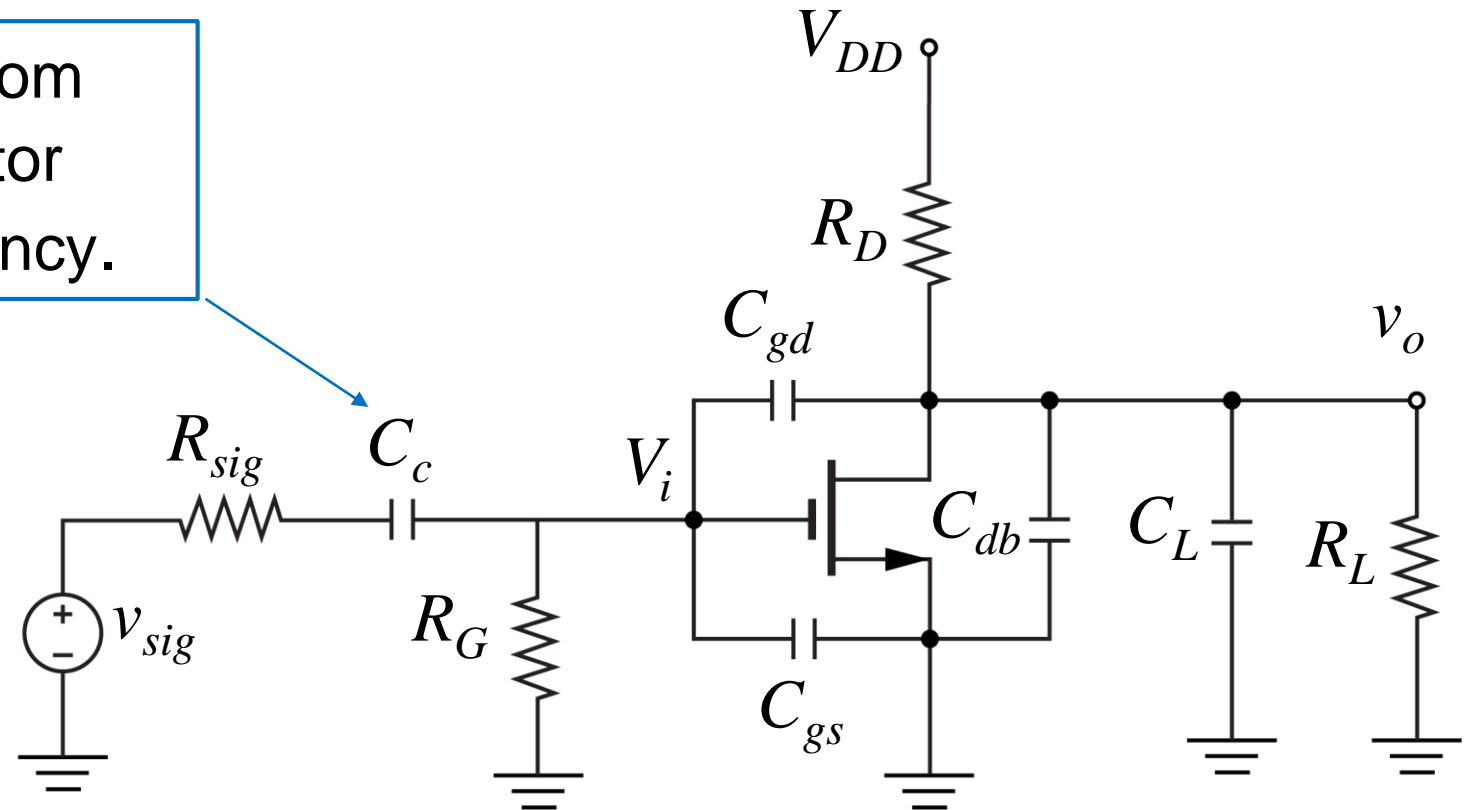 om
tor
ncy.
V_DD
R_D
C_gd
v_o
R_sig
C_c
V_i
C_db
C_L
R_L
+
−
v_sig
R_G
C_gs